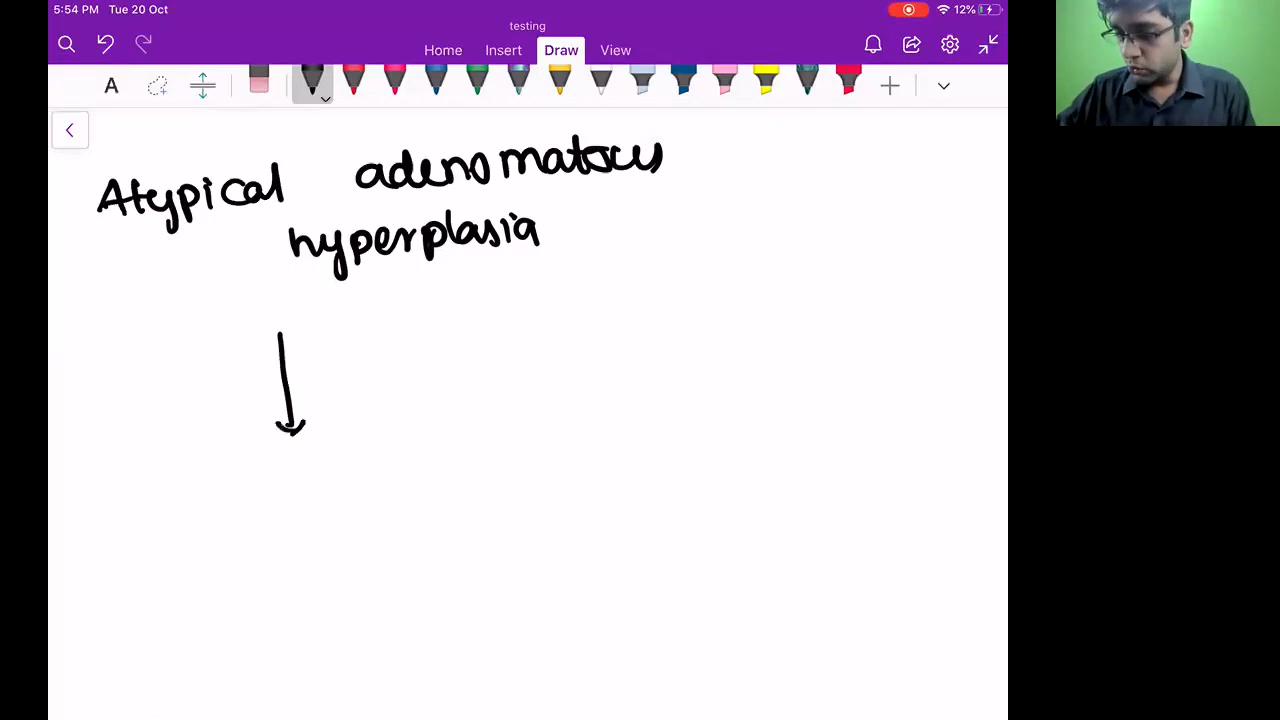 5:54 PM Tue 20 Oct 12%
testing
Home Insert Draw View
A
Atypical adenomatous
hyperplasia